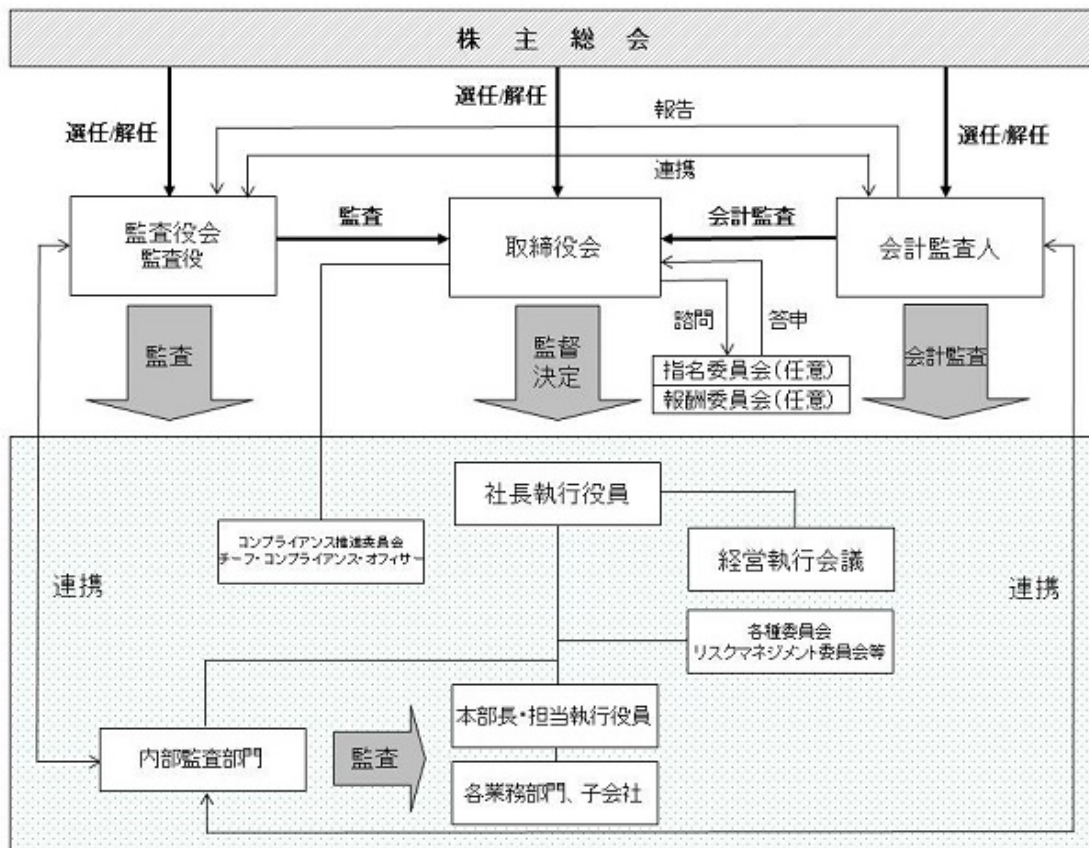 株主総会
選任/解任
選任/解任
選任/解任
報告
連携
監査役会
監査役
監査
取締役会
会計監査
会計監査人
監査
監督
決定
諮問
答申
会計監査
指名委員会(任意)
報酬委員会(任意)
社長執行役員
コンプライアンス推進委員会
チーフ・コンプライアンス・オフィサー
経営執行会議
連携
連携
各種委員会
リスクマネジメント委員会等
本部長・担当執行役員
内部監査部門
監査
各業務部門、子会社